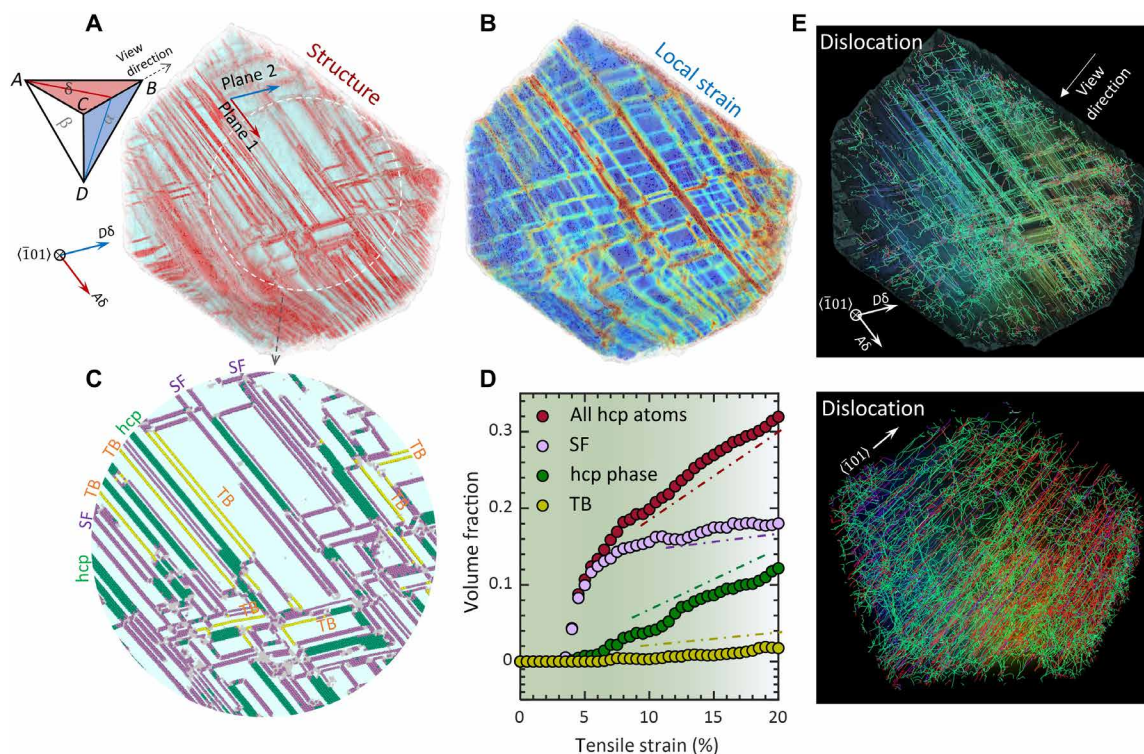 A
View
direction
A
δ
B
C
α
β
D
Structure
Plane 2
Plane 1
⟨1̅01⟩
Dδ
Aδ
B
Local strain
C
SF
SF
hcp
TB
TB
SF
hcp
TB
TB
TB
TB
TB
D
All hcp atoms
SF
hcp phase
TB
Volume fraction
0.3
0.2
0.1
0
0
5
10
15
20
Tensile strain (%)
E
Dislocation
View
direction
⟨1̅01⟩
Dδ
Aδ
Dislocation
⟨1̅01⟩